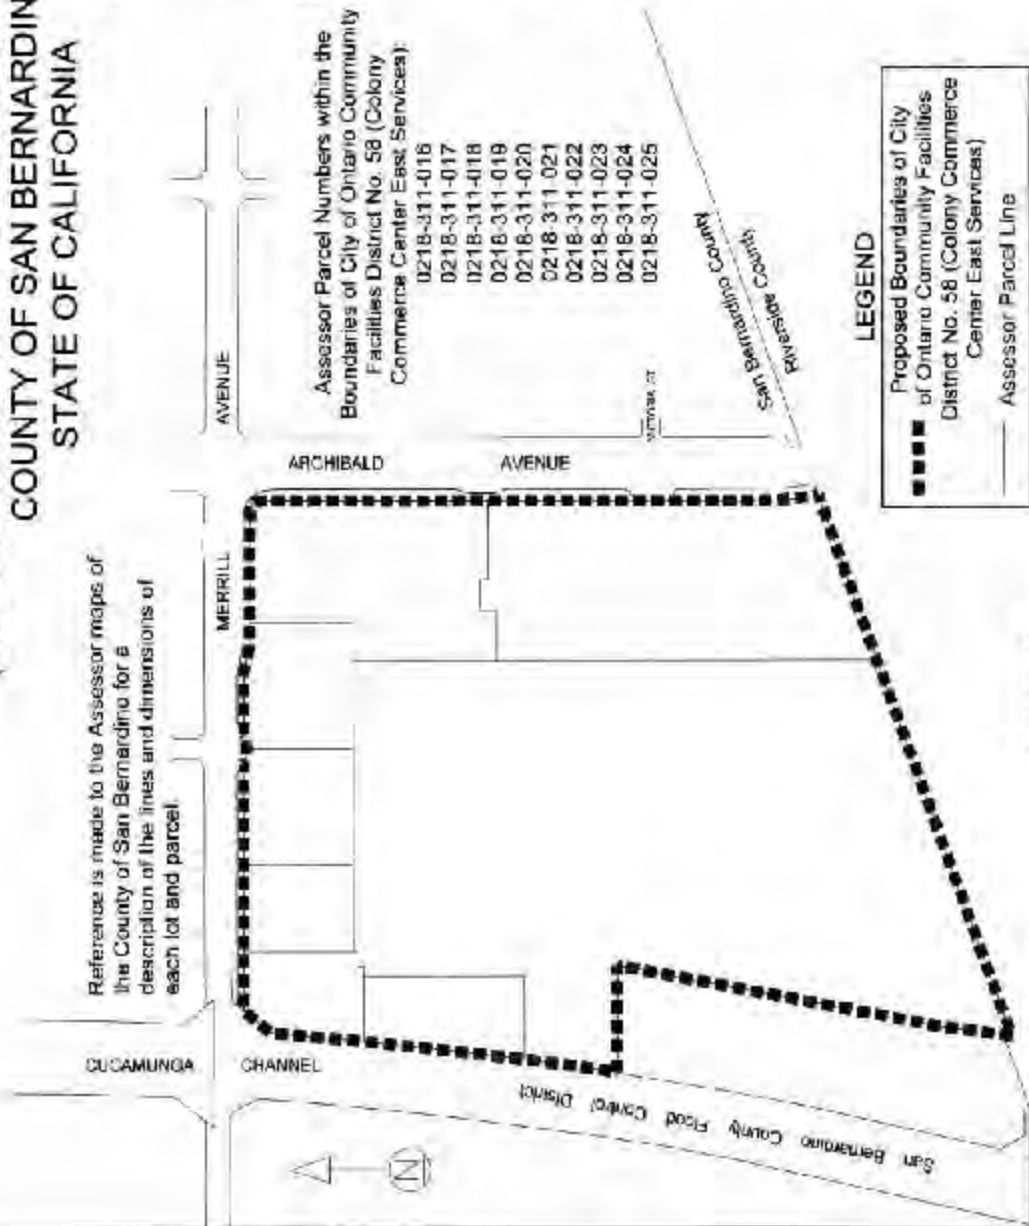 COUNTY OF SAN BERNARDIN
STATE OF CALIFORNIA
Reference is made to the Assessor maps of
the County of San Bernardino for a
description of the lines and dimensions of
each lot and parcel.
Assessor Parcel Numbers within the
Boundaries of City of Ontario Community
Facilities District No. 58 (Colony
Commerce Center East Services):
0218-311-016
0218-311-017
0218-311-018
0218-311-019
0218-311-020
0218-311-021
0218-311-022
0218-311-023
0218-311-024
0218-311-025
CUCAMUNGA
CHANNEL
MERRILL
AVENUE
ARCHIBALD
AVENUE
San Bernardino County
Riverside County
San Bernardino County Flood Control District
N
LEGEND
Proposed Boundaries of City
of Ontario Community Facilities
District No. 58 (Colony Commerce
Center East Services)
Assessor Parcel Line